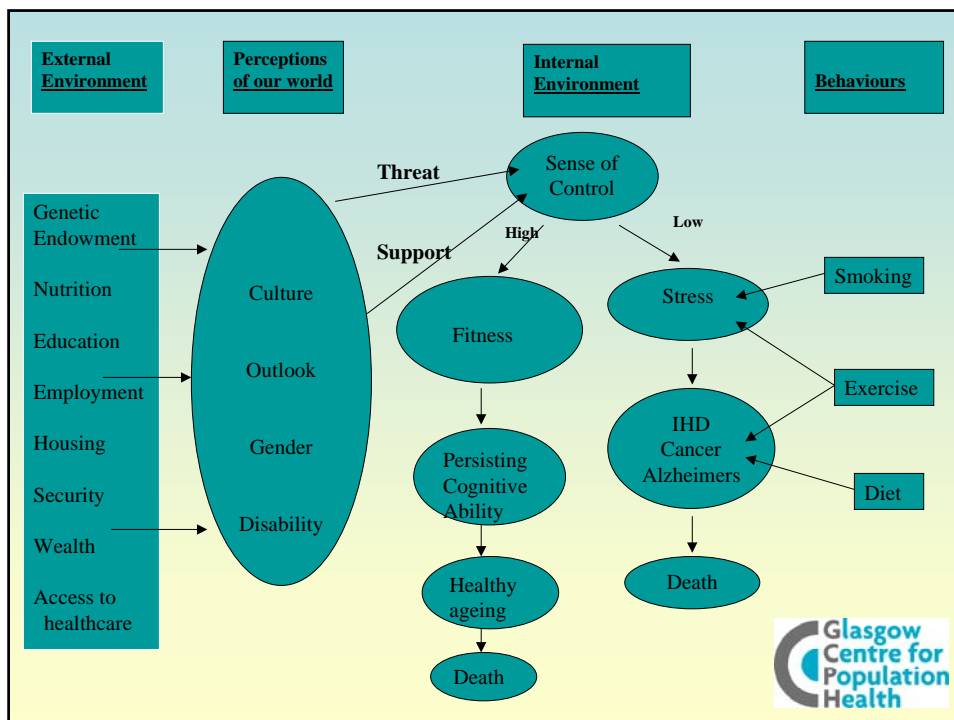 External
Environment
Perceptions
of our world
Internal
Environment
Behaviours
Genetic
Endowment
Nutrition
Education
Employment
Housing
Security
Wealth
Access to
healthcare
Culture
Outlook
Gender
Disability
Threat
Support
Sense of
Control
High
Low
Fitness
Persisting
Cognitive
Ability
Healthy
ageing
Death
Stress
IHD
Cancer
Alzheimers
Death
Smoking
Exercise
Diet
Glasgow
Centre for
Population
Health